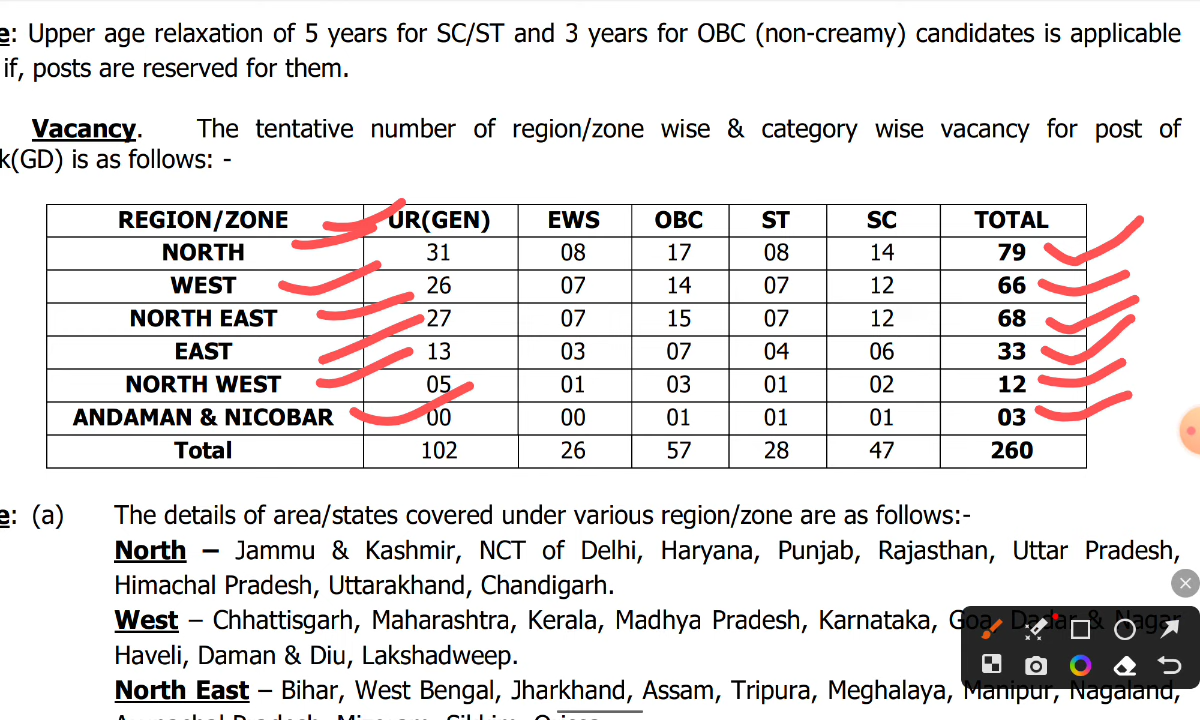 e: Upper age relaxation of 5 years for SC/ST and 3 years for OBC (non-creamy) candidates is applicable
if, posts are reserved for them.
Vacancy. The tentative number of region/zone wise & category wise vacancy for post of
k(GD) is as follows: -
REGION/ZONE UR(GEN) EWS OBC ST SC TOTAL
NORTH 31 08 17 08 14 79
WEST 26 07 14 07 12 66
NORTH EAST 27 07 15 07 12 68
EAST 13 03 07 04 06 33
NORTH WEST 05 01 03 01 02 12
ANDAMAN & NICOBAR 00 00 01 01 01 03
Total 102 26 57 28 47 260
e: (a) The details of area/states covered under various region/zone are as follows:-
North – Jammu & Kashmir, NCT of Delhi, Haryana, Punjab, Rajasthan, Uttar Pradesh,
Himachal Pradesh, Uttarakhand, Chandigarh.
West – Chhattisgarh, Maharashtra, Kerala, Madhya Pradesh, Karnataka, Goa, Dadar & Nagar
Haveli, Daman & Diu, Lakshadweep.
North East – Bihar, West Bengal, Jharkhand, Assam, Tripura, Meghalaya, Manipur, Nagaland,